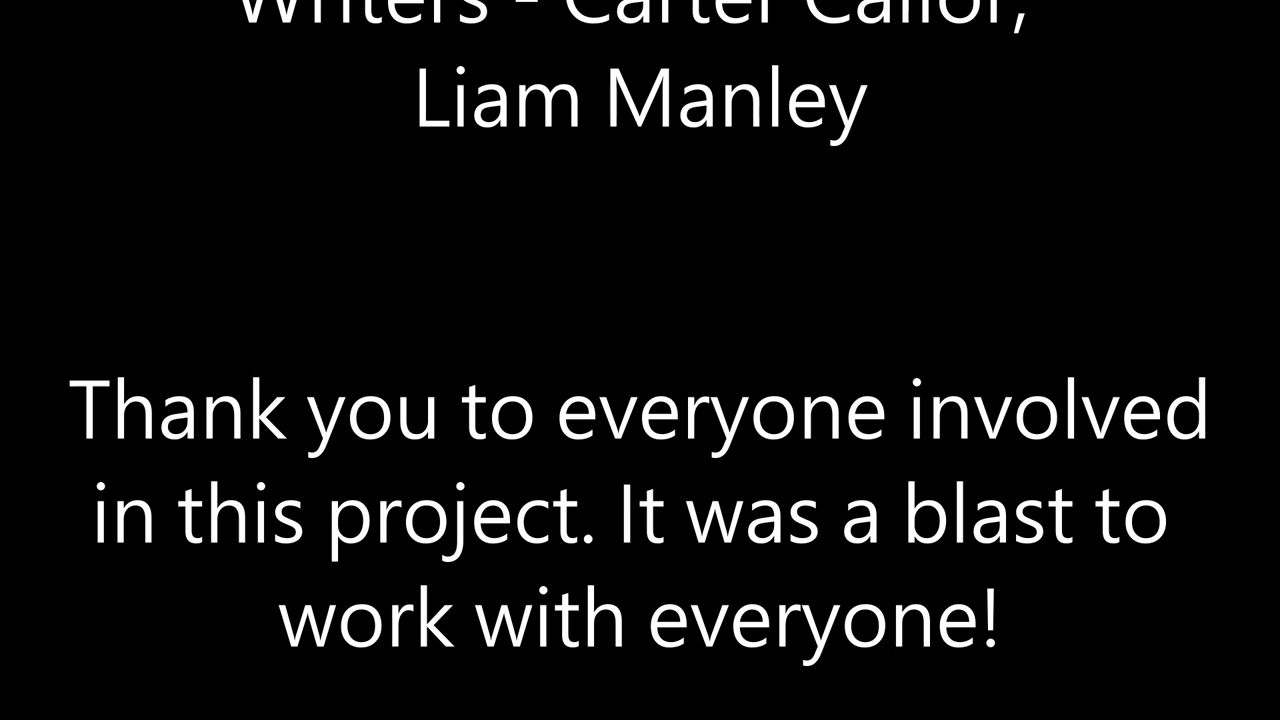 Writers - Carter Callor,
Liam Manley
Thank you to everyone involved
in this project. It was a blast to
work with everyone!